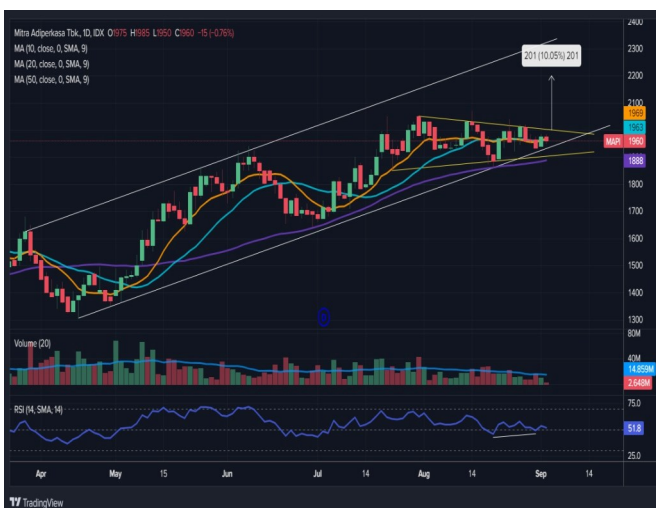 Mitra Adiperkasa Tbk., 1D, IDX O1975 H1985 L1950 C1960 -15 (-0.76%)
MA (10, close, 0, SMA, 9)
MA (20, close, 0, SMA, 9)
MA (50, close, 0, SMA, 9)
201 (10.05%) 201
2400
2300
2200
2100
1969
1963
MAPI 1960
1888
1800
1700
1600
1500
1400
1300
Volume (20)
80M
40M
14.859M
2.648M
RSI (14, SMA, 14)
75.0
51.8
25.0
Apr May 15 Jun Jul 14 Aug 14 Sep 14
TradingView